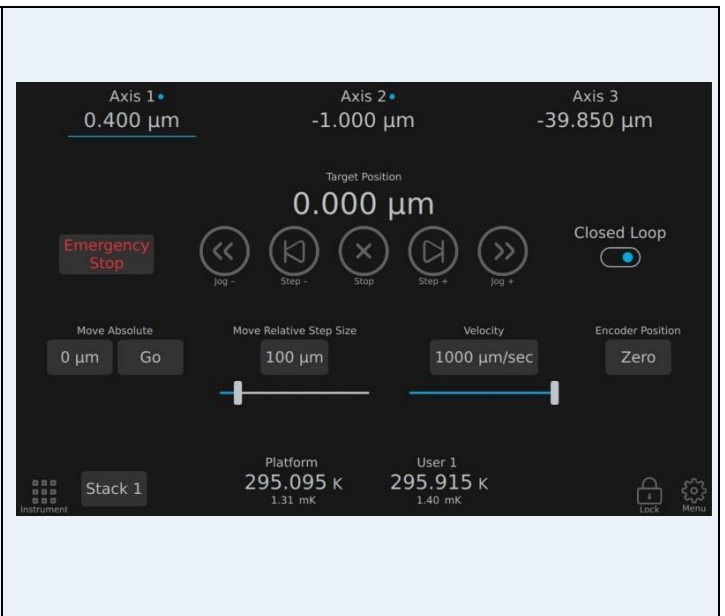 Axis 1
Axis 2
Axis 3
0.400 µm
-1.000 µm
-39.850 µm
Target Position
0.000 µm
Emergency
Stop
Jog -
Step -
Stop
Step +
Jog +
Closed Loop
Move Absolute
0 µm
Go
Move Relative Step Size
100 µm
Velocity
1000 µm/sec
Encoder Position
Zero
Instrument
Stack 1
Platform
295.095 K
1.31 mK
User 1
295.915 K
1.40 mK
Lock
Menu